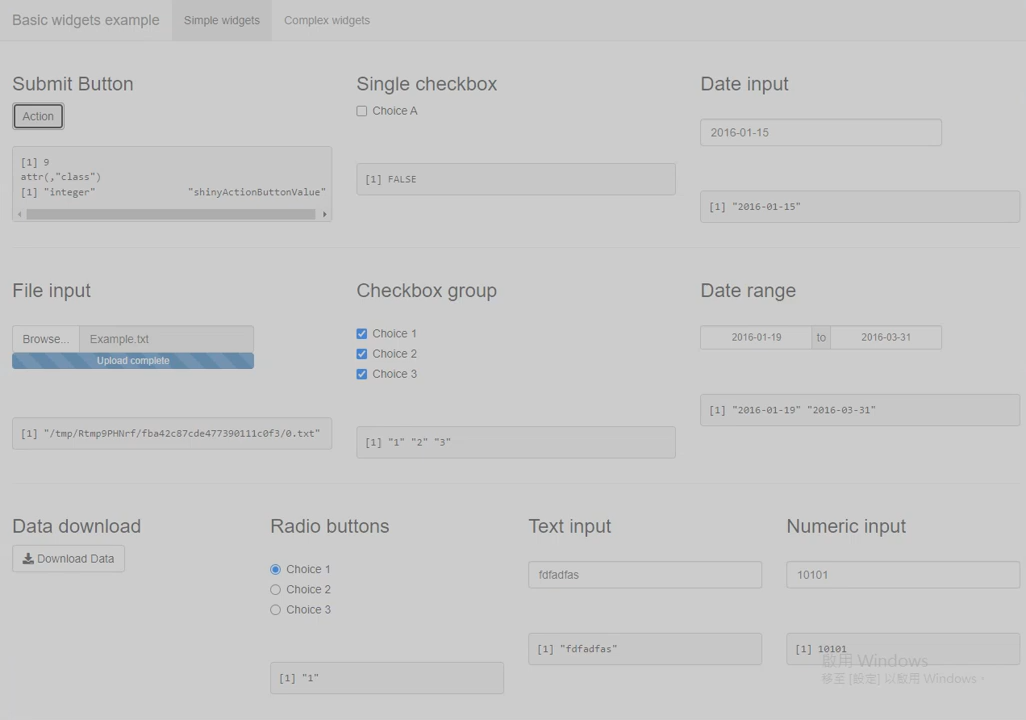 Basic widgets example
Simple widgets
Complex widgets
Submit Button
Action
[1] 9
attr(,"class")
[1] "integer" "shinyActionButtonValue"
Single checkbox
Choice A
[1] FALSE
Date input
2016-01-15
[1] "2016-01-15"
File input
Browse...
Example.txt
Upload complete
[1] "/tmp/Rtmp9PHNrf/fba42c87cde477390111c0f3/0.txt"
Checkbox group
Choice 1
Choice 2
Choice 3
[1] "1" "2" "3"
Date range
2016-01-19 to 2016-03-31
[1] "2016-01-19" "2016-03-31"
Data download
Download Data
Radio buttons
Choice 1
Choice 2
Choice 3
[1] "1"
Text input
fdfadfas
[1] "fdfadfas"
Numeric input
10101
[1] 10101
啟用 Windows
移至 [設定] 以啟用 Windows。